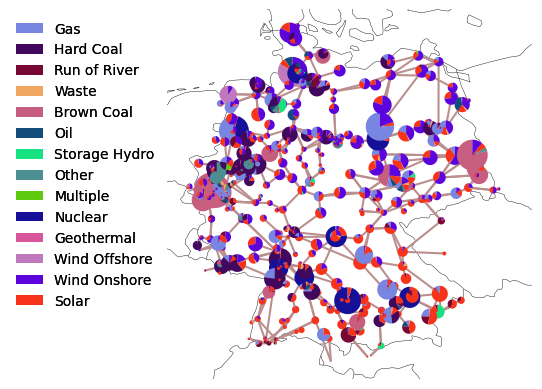 Gas
Hard Coal
Run of River
Waste
Brown Coal
Oil
Storage Hydro
Other
Multiple
Nuclear
Geothermal
Wind Offshore
Wind Onshore
Solar